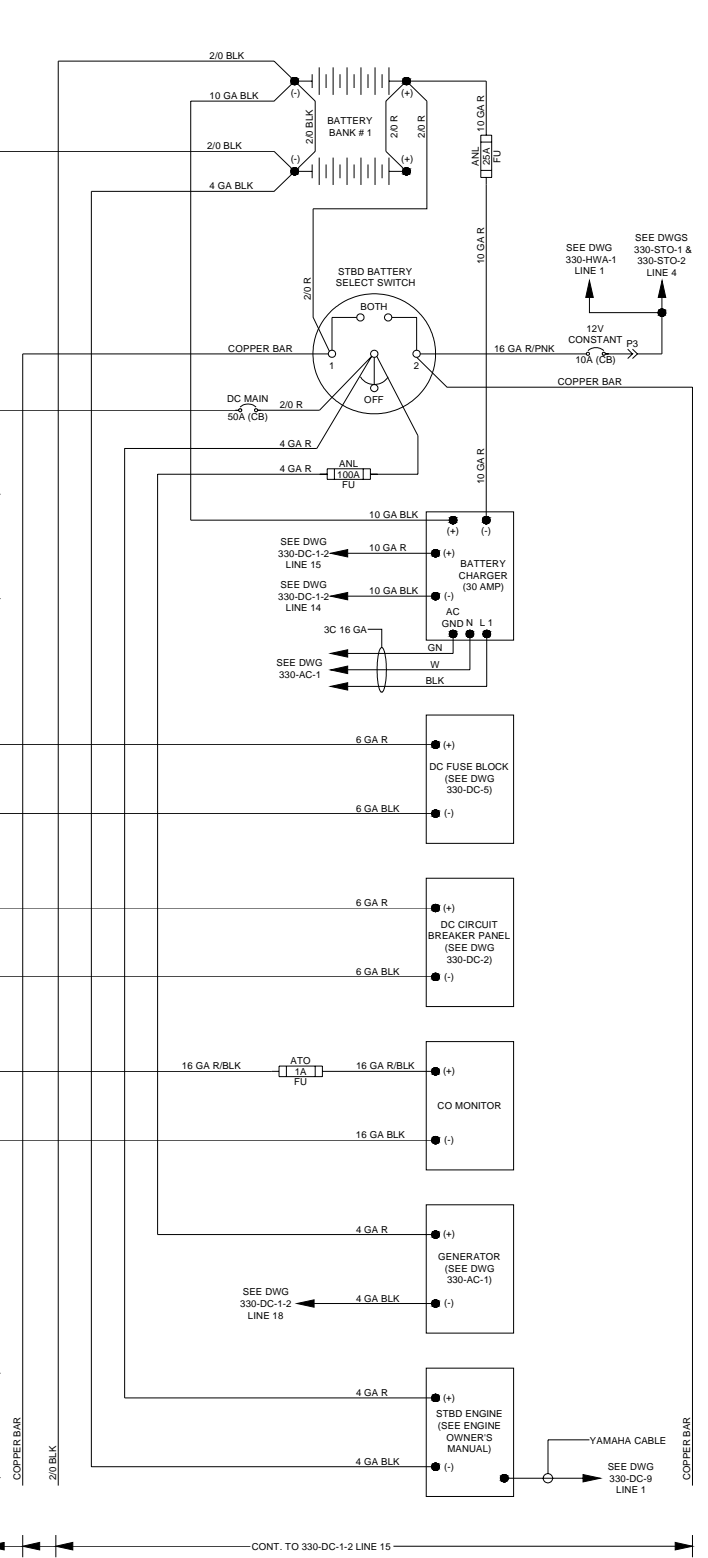 2/0 BLK
10 GA BLK
2/0 BLK
4 GA BLK
(-)
(+)
2/0 BLK
BATTERY
BANK # 1
2/0 R
2/0 R
(-)
(+)
10 GA R
ANL
25A
FU
10 GA R
SEE DWG
330-HWA-1
LINE 1
SEE DWGS
330-STO-1 &
330-STO-2
LINE 4
STBD BATTERY
SELECT SWITCH
2/0 R
BOTH
1
2
OFF
COPPER BAR
16 GA R/PNK
12V
CONSTANT
10A (CB)
P3
COPPER BAR
DC MAIN
50A (CB)
2/0 R
4 GA R
4 GA R
ANL
100A
FU
10 GA R
10 GA BLK
(+)
(-)
SEE DWG
330-DC-1-2
LINE 15
10 GA R
(+)
BATTERY
CHARGER
(30 AMP)
SEE DWG
330-DC-1-2
LINE 14
10 GA BLK
(-)
AC
GND N L 1
3C 16 GA
SEE DWG
330-AC-1
GN
W
BLK
6 GA R
(+)
DC FUSE BLOCK
(SEE DWG
330-DC-5)
6 GA BLK
(-)
6 GA R
(+)
DC CIRCUIT
BREAKER PANEL
(SEE DWG
330-DC-2)
6 GA BLK
(-)
16 GA R/BLK
ATO
1A
FU
16 GA R/BLK
(+)
CO MONITOR
16 GA BLK
(-)
4 GA R
(+)
GENERATOR
(SEE DWG
330-AC-1)
SEE DWG
330-DC-1-2
LINE 18
4 GA BLK
(-)
4 GA R
(+)
STBD ENGINE
(SEE ENGINE
OWNER'S
MANUAL)
4 GA BLK
(-)
YAMAHA CABLE
SEE DWG
330-DC-9
LINE 1
COPPER BAR
2/0 BLK
COPPER BAR
CONT. TO 330-DC-1-2 LINE 15